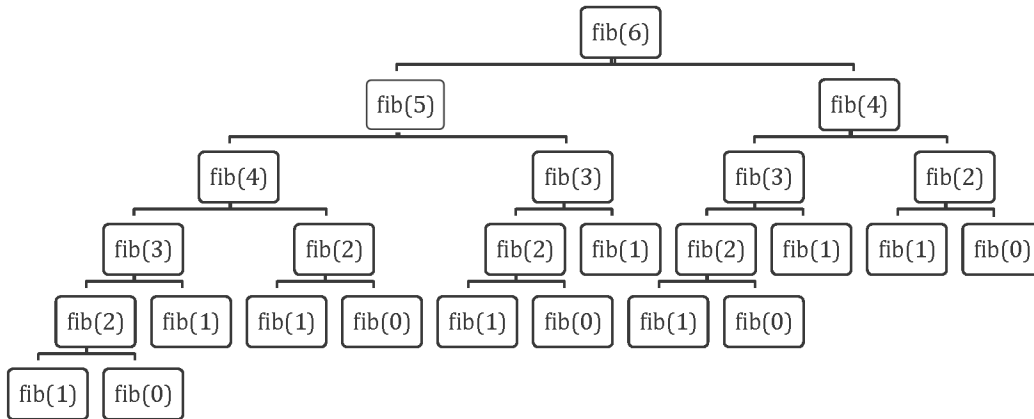 fib(6)
fib(5) fib(4)
fib(4) fib(3) fib(3) fib(2)
fib(3) fib(2) fib(2) fib(1) fib(2) fib(1) fib(1) fib(0)
fib(2) fib(1) fib(1) fib(0) fib(1) fib(0) fib(1) fib(0)
fib(1) fib(0)